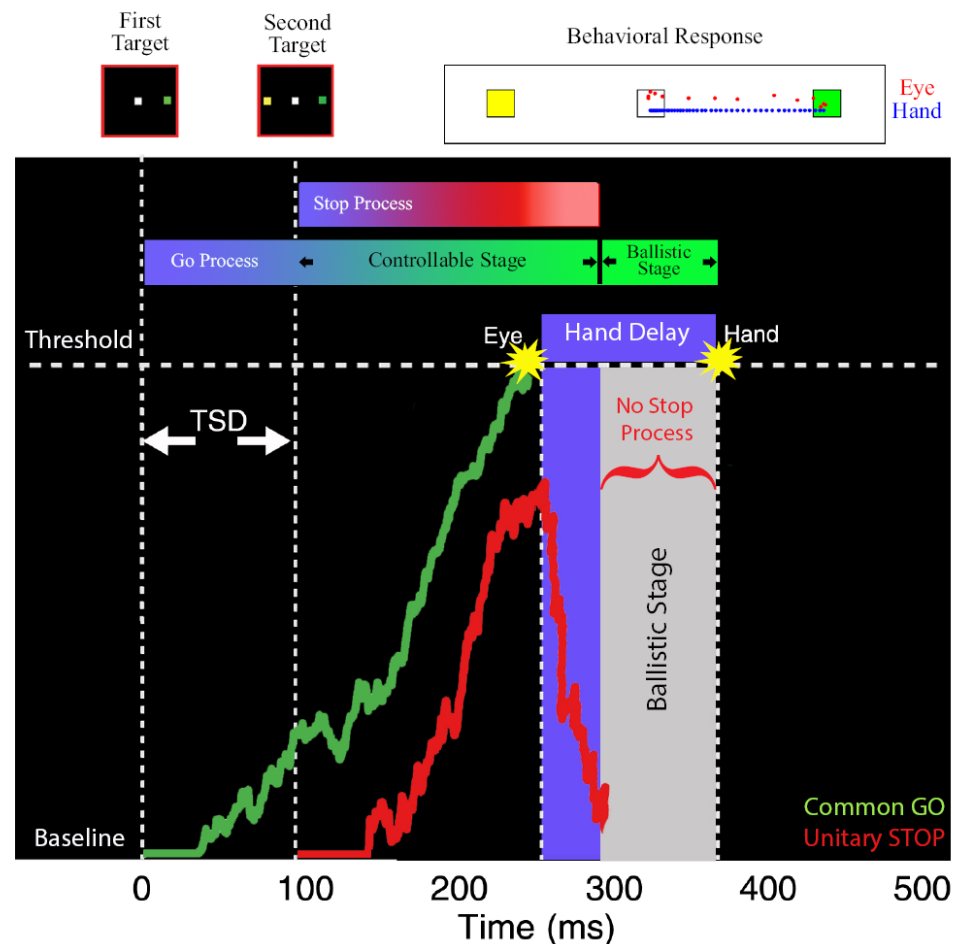 First
Target
Second
Target
Behavioral Response
Eye
Hand
Stop Process
Go Process
Controllable Stage
Ballistic
Stage
Threshold
Eye
Hand Delay
Hand
TSD
No Stop
Process
Ballistic Stage
Common GO
Unitary STOP
Baseline
0 100 200 300 400 500
Time (ms)